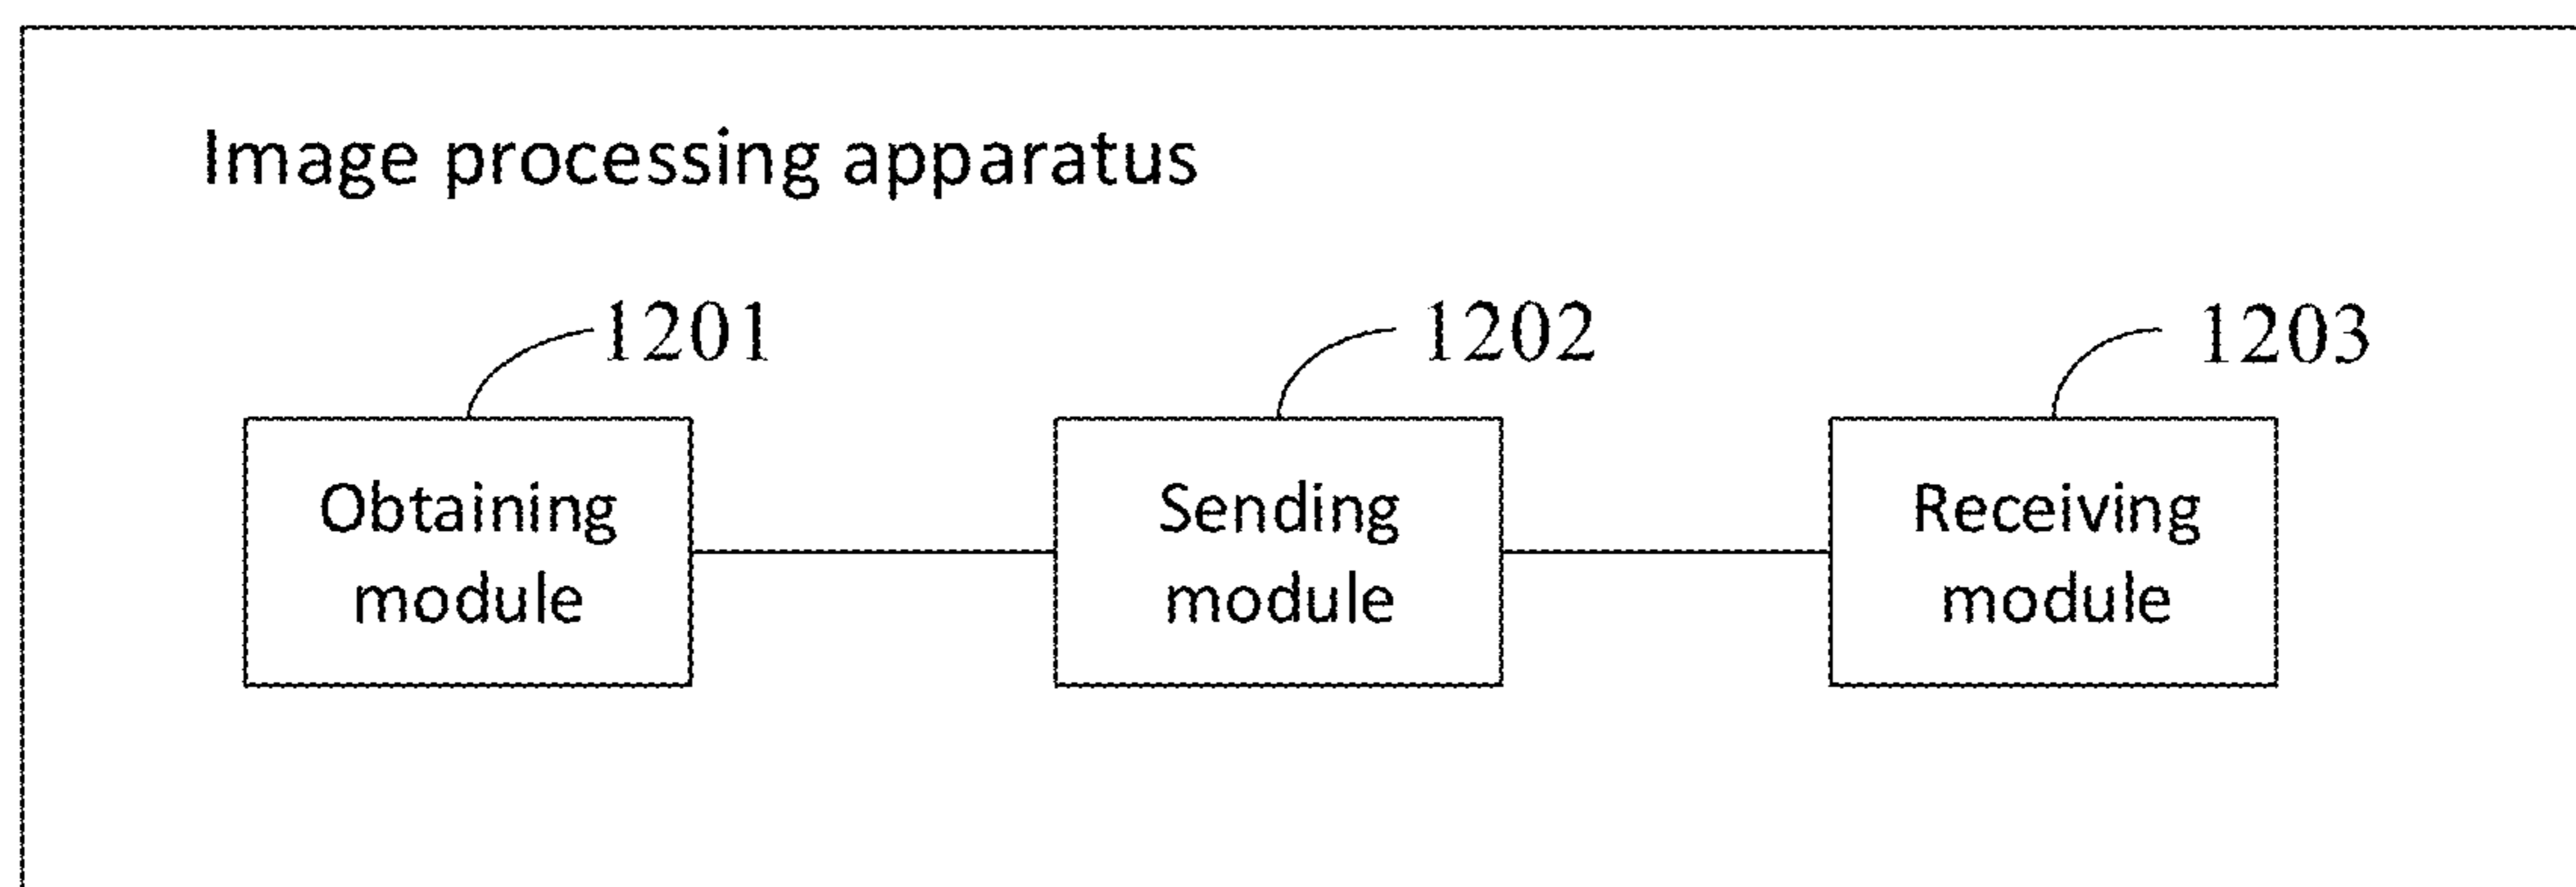 Image processing apparatus
1201
1202
1203
Obtaining
module
Sending
module
Receiving
module